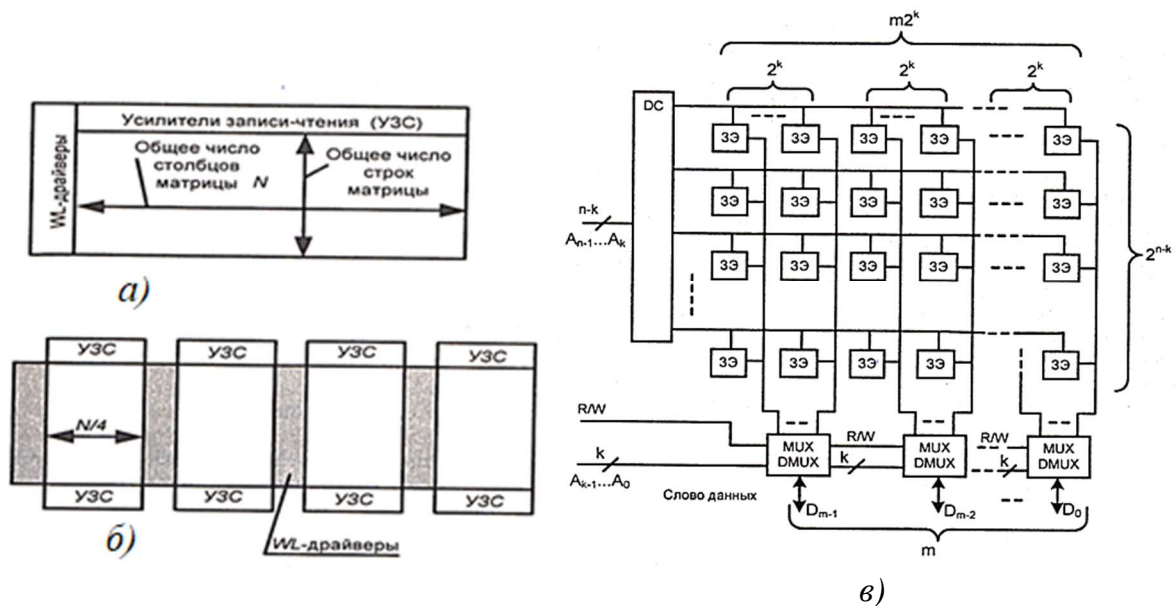 WL-драйверы
Усилители записи-чтения (УЗС)
Общее число
столбцов
матрицы N
Общее число
строк
матрицы
а)
УЗС УЗС УЗС УЗС
N/4
УЗС УЗС УЗС УЗС
WL-драйверы
б)
m2^k
2^k 2^k 2^k
DC
ЗЭ ЗЭ ЗЭ ЗЭ ЗЭ
ЗЭ ЗЭ ЗЭ ЗЭ ЗЭ
n-k
A_{n-1}...A_k
ЗЭ ЗЭ ЗЭ ЗЭ ЗЭ
2^{n-k}
ЗЭ ЗЭ ЗЭ ЗЭ ЗЭ
R/W
R/W
R/W
MUX MUX MUX
DMUX DMUX DMUX
k k k
A_{k-1}...A_0
Слово данных
D_{m-1} D_{m-2} D_0
m
в)